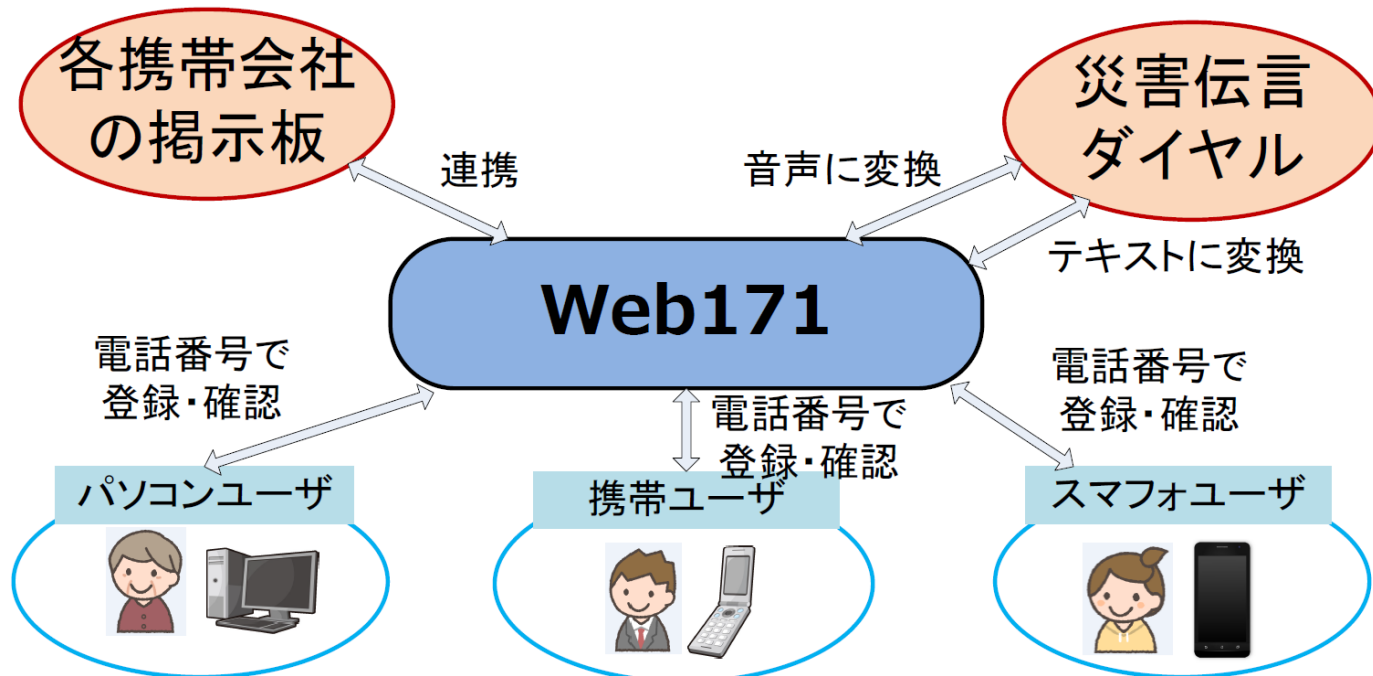 各携帯会社
の掲示板
災害伝言
ダイヤル
連携
音声に変換
テキストに変換
Web171
電話番号で
登録・確認
電話番号で
登録・確認
電話番号で
登録・確認
パソコンユーザ
携帯ユーザ
スマフォユーザ